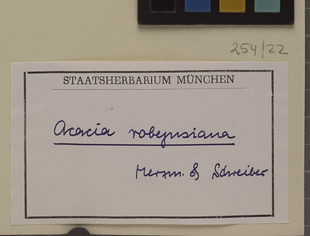 254/22
STAATSHERBARIUM MÜNCHEN
Acacia robynsiana
Merxm. & Schreiber